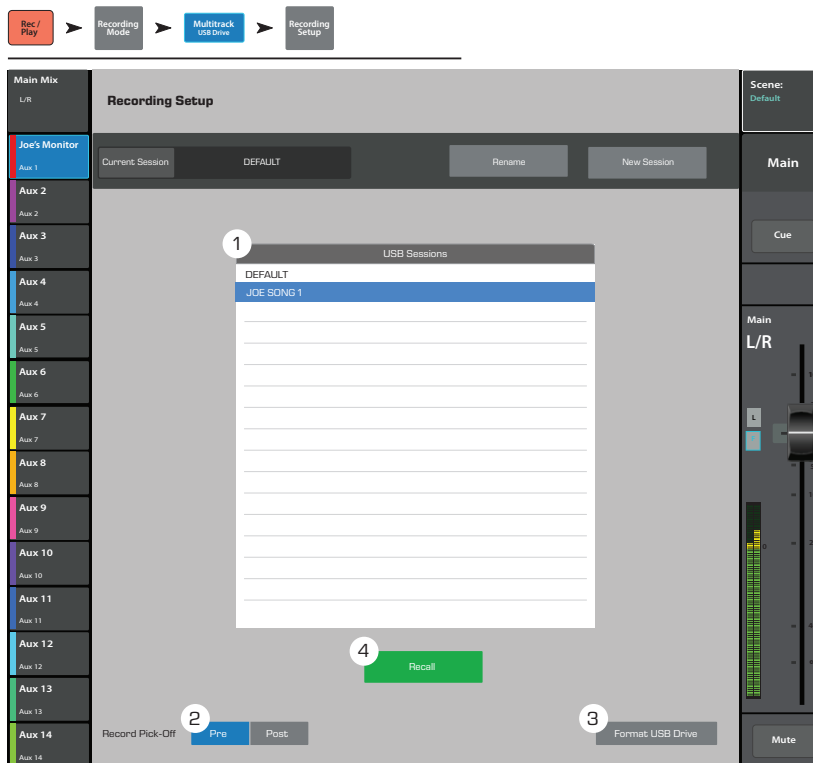 Rec / Play
Recording Mode
Multitrack USB Drive
Recording Setup
Main Mix
L/R
Recording Setup
Scene:
Default
Joe's Monitor
Aux 1
Current Session
DEFAULT
Rename
New Session
Main
Aux 2
Aux 2
Aux 3
Aux 3
Cue
1
USB Sessions
DEFAULT
JOE SONG 1
Aux 4
Aux 4
Aux 5
Aux 5
Main
L/R
Aux 6
Aux 6
Aux 7
Aux 7
L
Aux 8
Aux 8
Aux 9
Aux 9
0
Aux 10
Aux 10
Aux 11
Aux 11
Aux 12
Aux 12
4
Recall
Aux 13
Aux 13
Aux 14
Aux 14
Record Pick-Off
2
Pre
Post
3
Format USB Drive
Mute